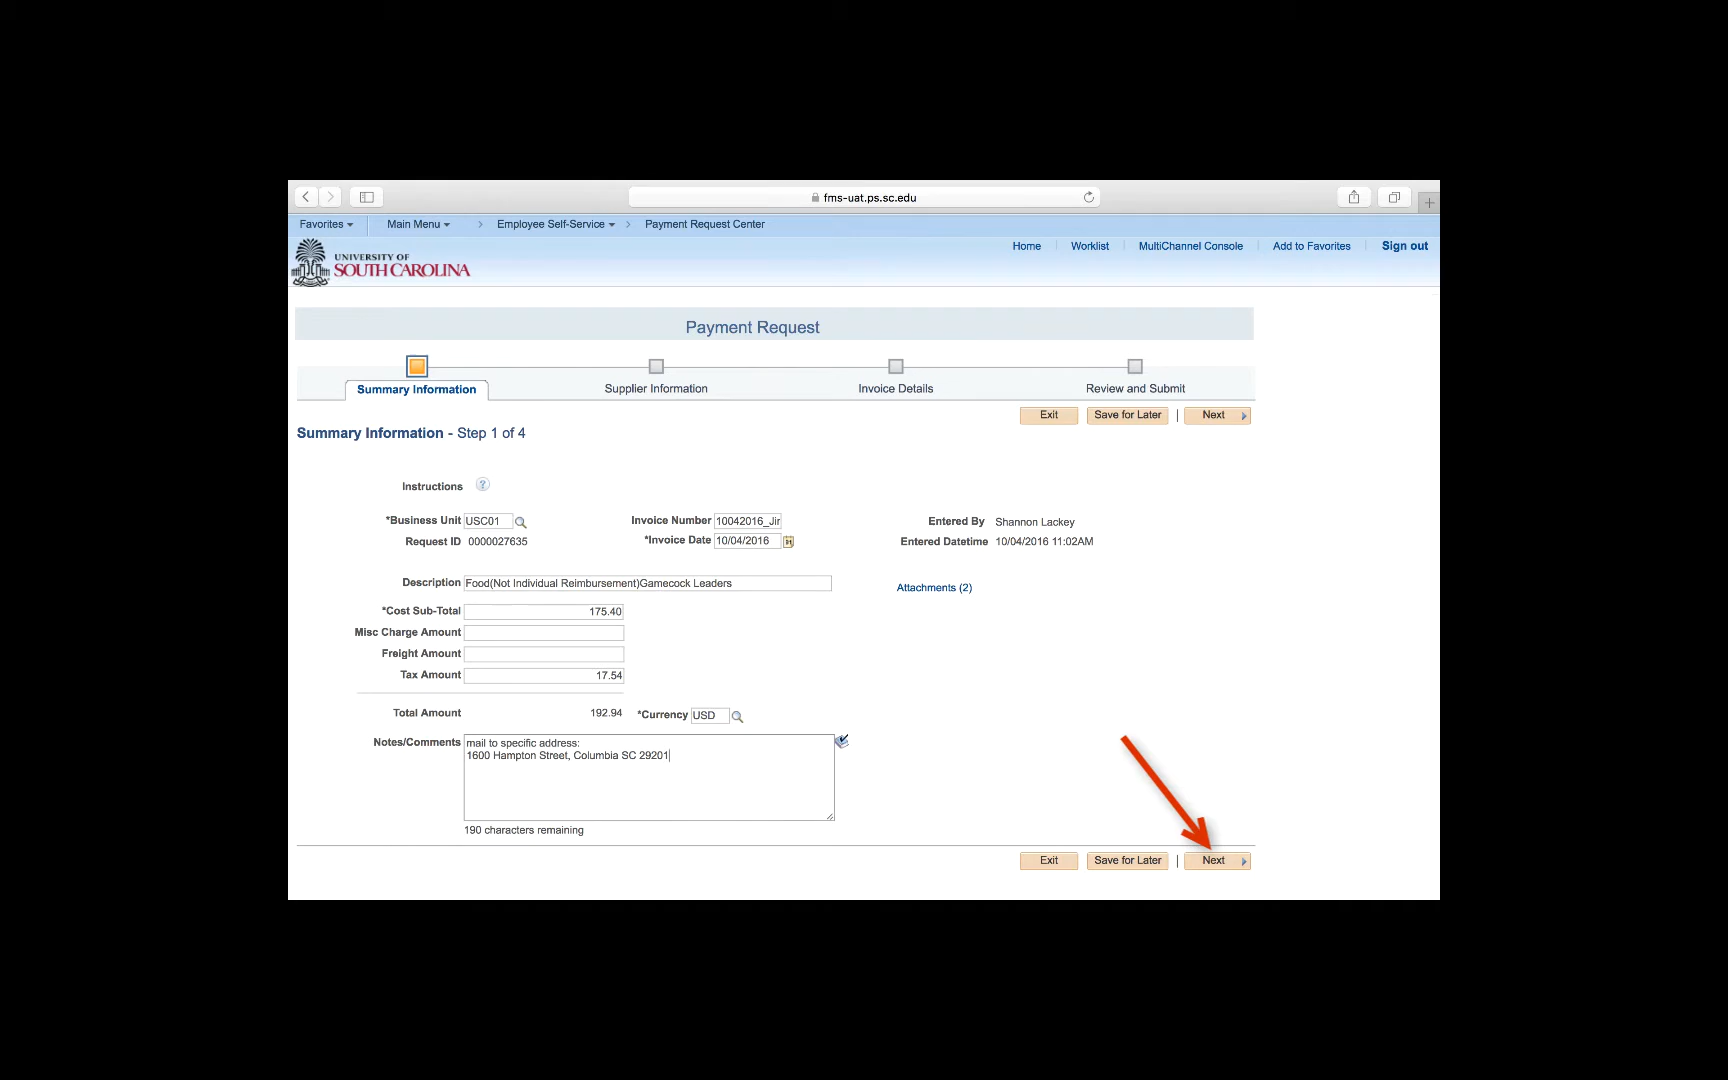 fms-uat.ps.sc.edu
Favorites Main Menu Employee Self-Service Payment Request Center
Home Worklist MultiChannel Console Add to Favorites Sign out
UNIVERSITY OF
SOUTH CAROLINA
Payment Request
Summary Information Supplier Information Invoice Details Review and Submit
Exit Save for Later | Next
Summary Information - Step 1 of 4
Instructions ?
*Business Unit USC01 Invoice Number 10042016_Jir Entered By Shannon Lackey
Request ID 0000027635 *Invoice Date 10/04/2016 Entered Datetime 10/04/2016 11:02AM
Description Food(Not Individual Reimbursement)Gamecock Leaders Attachments (2)
*Cost Sub-Total 175.40
Misc Charge Amount
Freight Amount
Tax Amount 17.54
Total Amount 192.94 *Currency USD
Notes/Comments mail to specific address:
1600 Hampton Street, Columbia SC 29201
190 characters remaining
Exit Save for Later | Next